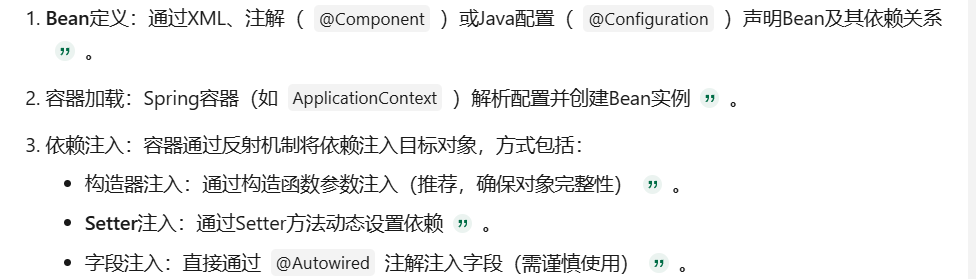 1. Bean定义：通过XML、注解（ @Component ）或Java配置（ @Configuration ）声明Bean及其依赖关系
” 。
2. 容器加载：Spring容器（如 ApplicationContext ）解析配置并创建Bean实例 ” 。
3. 依赖注入：容器通过反射机制将依赖注入目标对象，方式包括：
• 构造器注入：通过构造函数参数注入（推荐，确保对象完整性） ” 。
• Setter注入：通过Setter方法动态设置依赖 ” 。
• 字段注入：直接通过 @Autowired 注解注入字段（需谨慎使用） ” 。